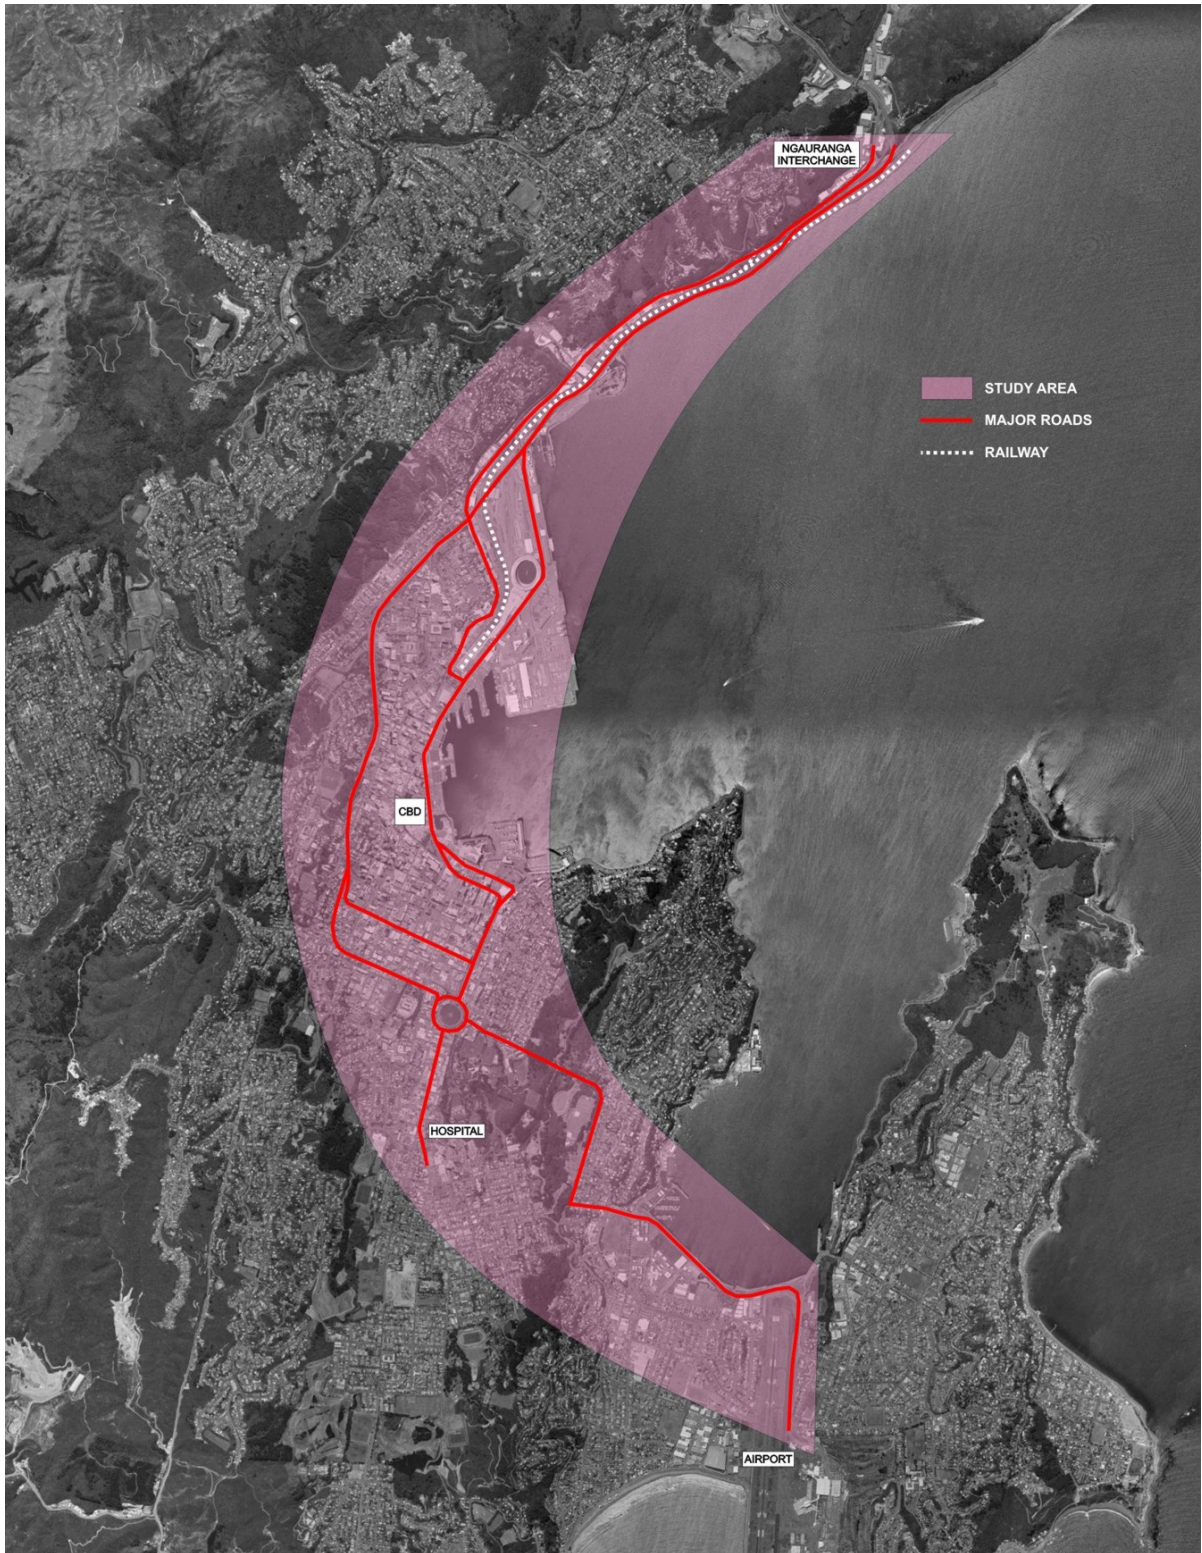 NGAURANGA
INTERCHANGE
STUDY AREA
MAJOR ROADS
RAILWAY
CBD
HOSPITAL
AIRPORT